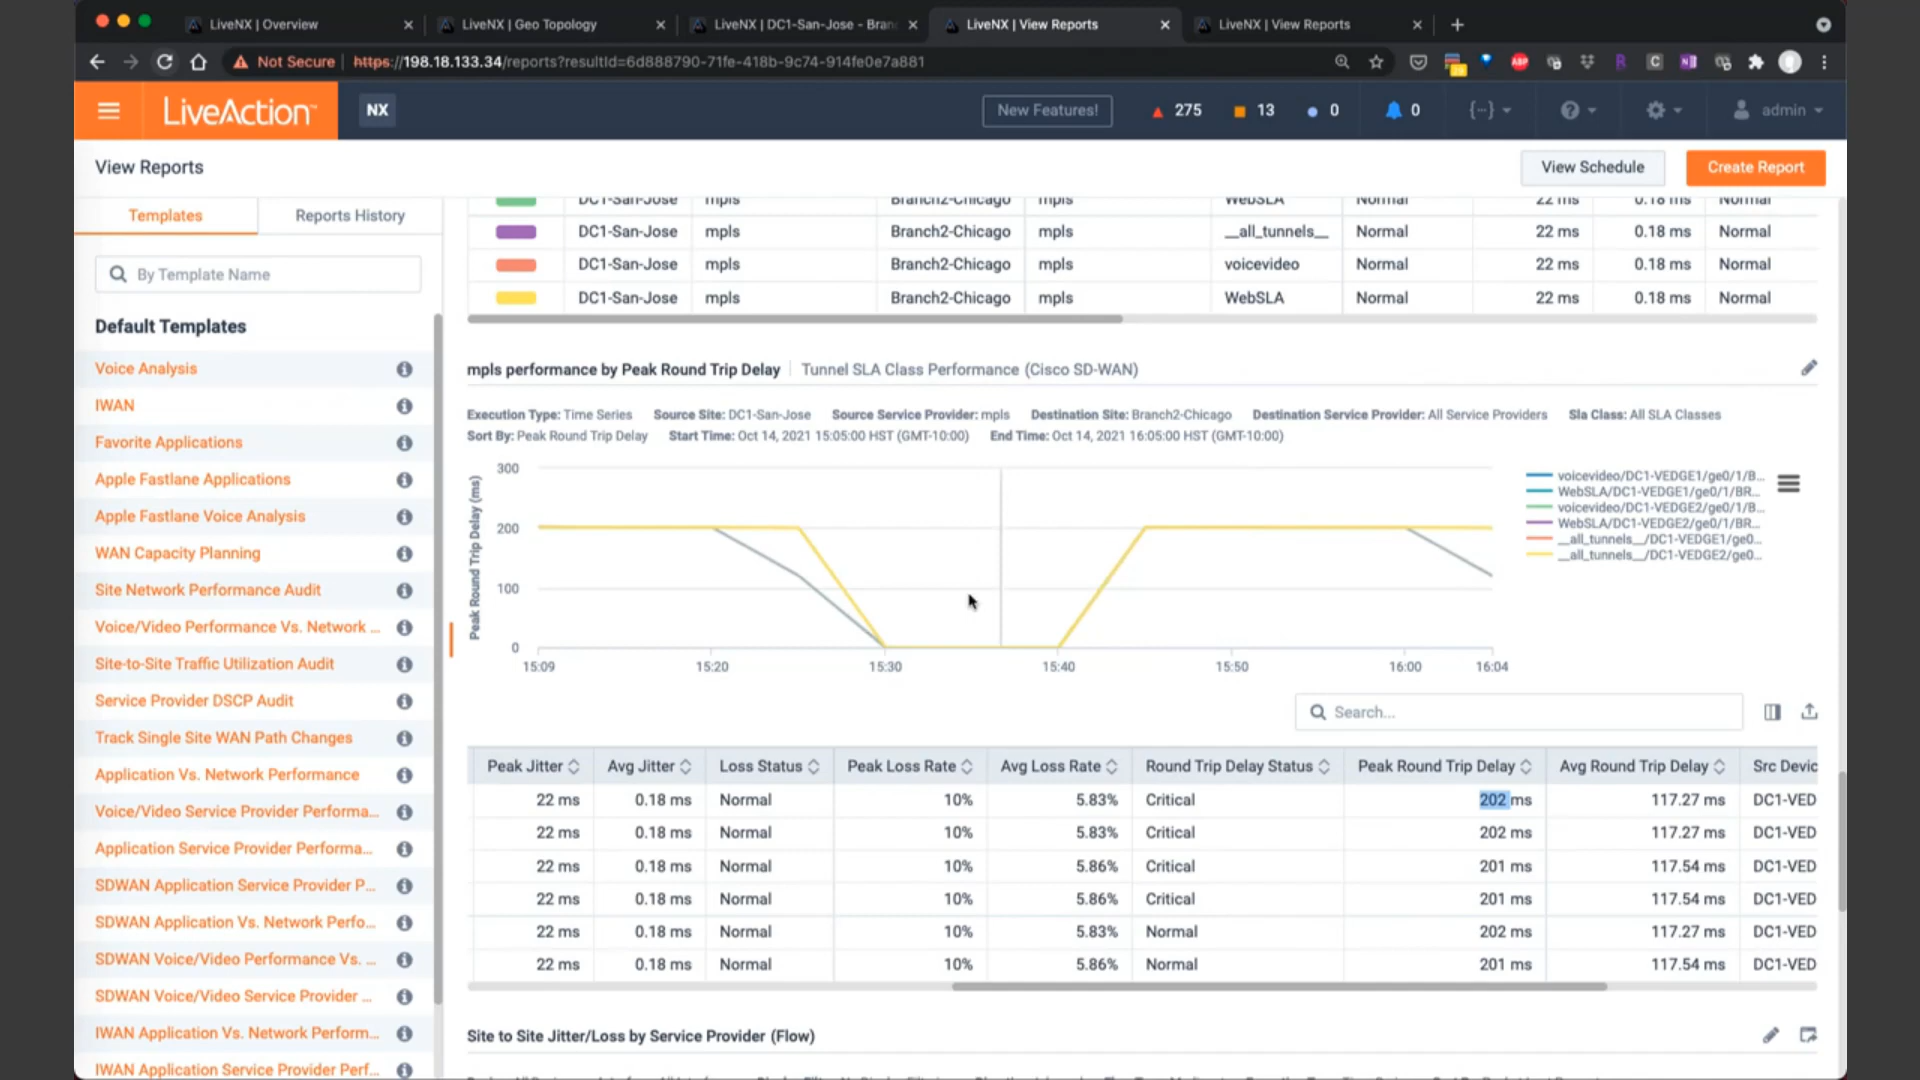 LiveNX | Overview
LiveNX | Geo Topology
LiveNX | DC1-San-Jose - Bran
LiveNX | View Reports
LiveNX | View Reports
Not Secure
https://198.18.133.34/reports?resultId=6d888790-71fe-418b-9c74-914fe0e7a881
LiveAction™
NX
New Features!
275
13
0
0
admin
View Reports
View Schedule
Create Report
Templates
Reports History
By Template Name
Default Templates
Voice Analysis
IWAN
Favorite Applications
Apple Fastlane Applications
Apple Fastlane Voice Analysis
WAN Capacity Planning
Site Network Performance Audit
Voice/Video Performance Vs. Network ...
Site-to-Site Traffic Utilization Audit
Service Provider DSCP Audit
Track Single Site WAN Path Changes
Application Vs. Network Performance
Voice/Video Service Provider Performa...
Application Service Provider Performa...
SDWAN Application Service Provider P...
SDWAN Application Vs. Network Perfo...
SDWAN Voice/Video Performance Vs. ...
SDWAN Voice/Video Service Provider ...
IWAN Application Vs. Network Perform...
IWAN Application Service Provider Perf...
DC1-San-Jose mpls Branch2-Chicago mpls WebSLA Normal 22 ms 0.18 ms Normal
DC1-San-Jose mpls Branch2-Chicago mpls __all_tunnels__ Normal 22 ms 0.18 ms Normal
DC1-San-Jose mpls Branch2-Chicago mpls voicevideo Normal 22 ms 0.18 ms Normal
DC1-San-Jose mpls Branch2-Chicago mpls WebSLA Normal 22 ms 0.18 ms Normal
mpls performance by Peak Round Trip Delay | Tunnel SLA Class Performance (Cisco SD-WAN)
Execution Type: Time Series Source Site: DC1-San-Jose Source Service Provider: mpls Destination Site: Branch2-Chicago Destination Service Provider: All Service Providers Sla Class: All SLA Classes
Sort By: Peak Round Trip Delay Start Time: Oct 14, 2021 15:05:00 HST (GMT-10:00) End Time: Oct 14, 2021 16:05:00 HST (GMT-10:00)
Peak Round Trip Delay (ms)
300
200
100
0
15:09 15:20 15:30 15:40 15:50 16:00 16:04
voicevideo/DC1-VEDGE1/ge0/1/B...
WebSLA/DC1-VEDGE1/ge0/1/BR...
voicevideo/DC1-VEDGE2/ge0/1/B...
WebSLA/DC1-VEDGE2/ge0/1/BR...
__all_tunnels__/DC1-VEDGE1/ge0...
__all_tunnels__/DC1-VEDGE2/ge0...
Search...
Peak Jitter Avg Jitter Loss Status Peak Loss Rate Avg Loss Rate Round Trip Delay Status Peak Round Trip Delay Avg Round Trip Delay Src Devic
22 ms 0.18 ms Normal 10% 5.83% Critical 202 ms 117.27 ms DC1-VED
22 ms 0.18 ms Normal 10% 5.83% Critical 202 ms 117.27 ms DC1-VED
22 ms 0.18 ms Normal 10% 5.86% Critical 201 ms 117.54 ms DC1-VED
22 ms 0.18 ms Normal 10% 5.86% Critical 201 ms 117.54 ms DC1-VED
22 ms 0.18 ms Normal 10% 5.83% Normal 202 ms 117.27 ms DC1-VED
22 ms 0.18 ms Normal 10% 5.86% Normal 201 ms 117.54 ms DC1-VED
Site to Site Jitter/Loss by Service Provider (Flow)